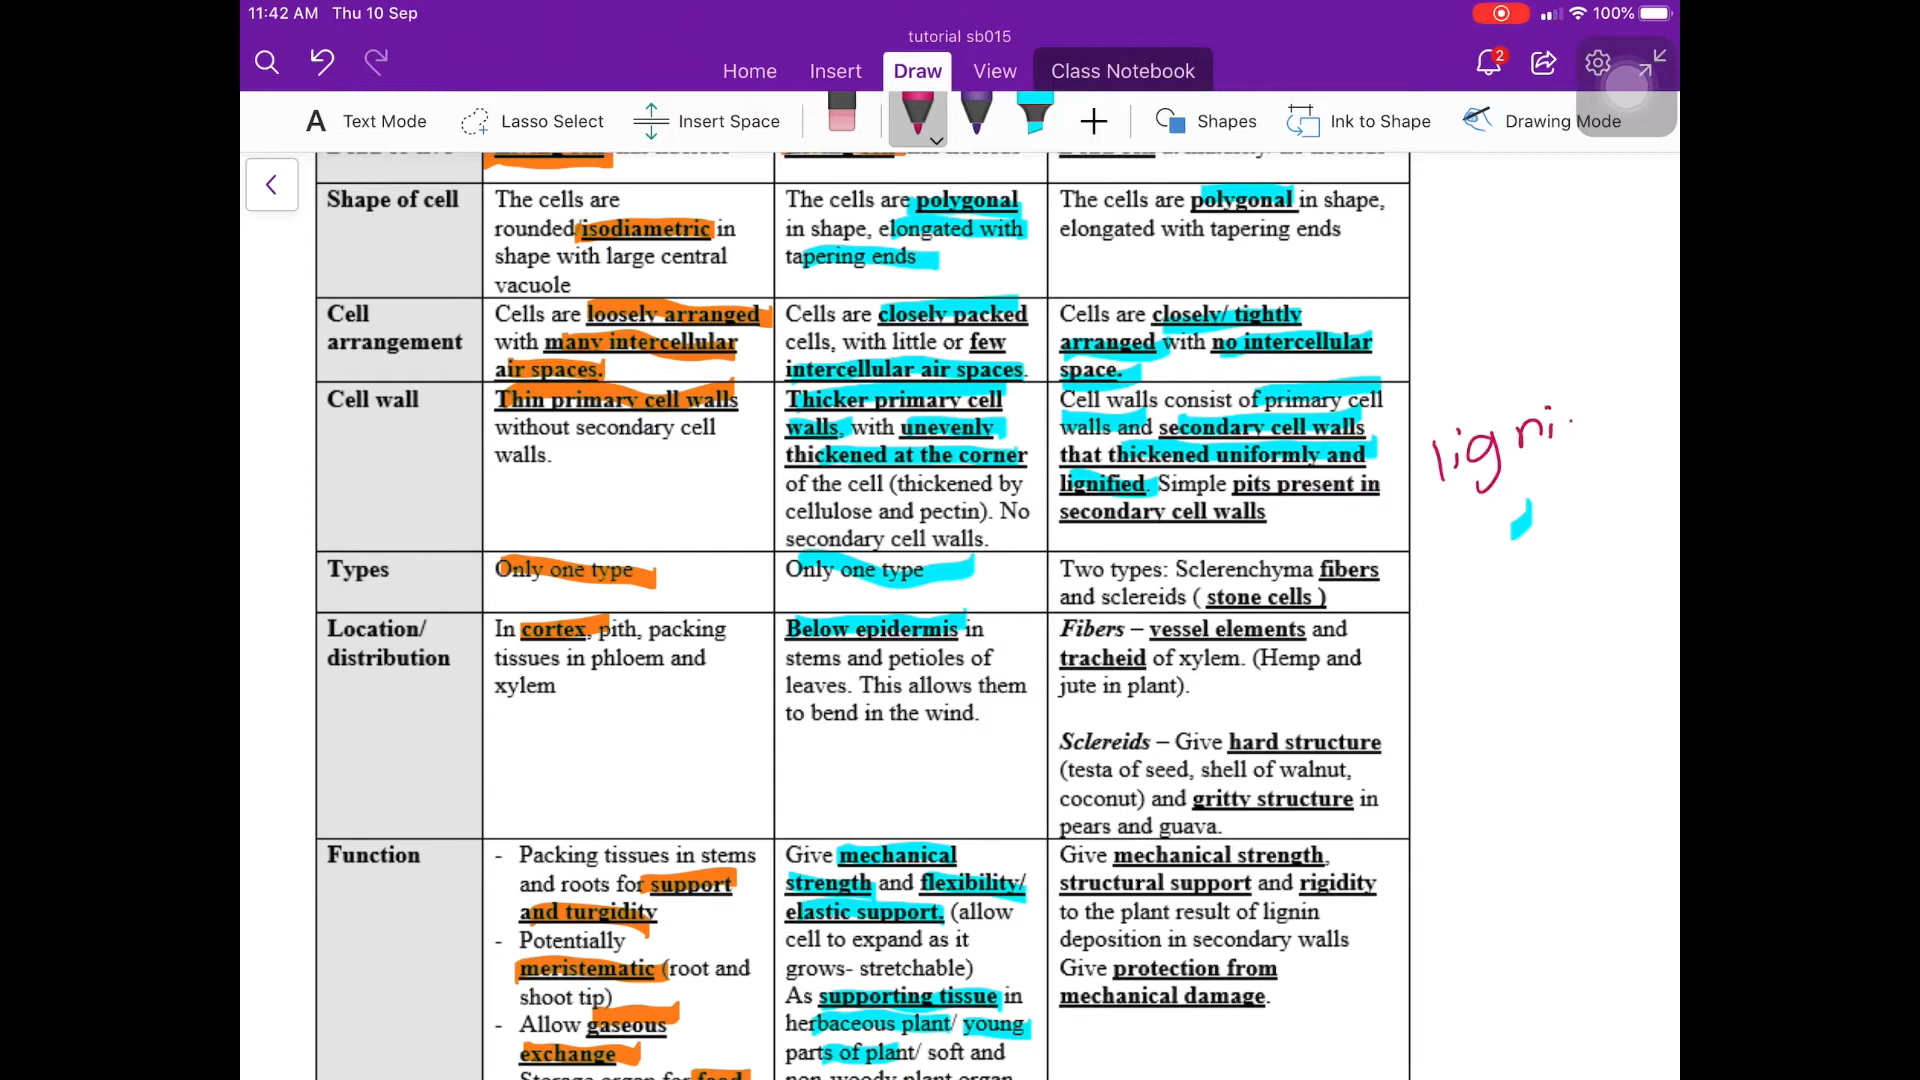 11:42 AM Thu 10 Sep
100%
tutorial sb015
Home Insert Draw View Class Notebook
2
A Text Mode Lasso Select Insert Space Shapes Ink to Shape Drawing Mode
Shape of cell
The cells are
rounded/isodiametric in
shape with large central
vacuole
The cells are polygonal
in shape, elongated with
tapering ends
The cells are polygonal in shape,
elongated with tapering ends
Cell
arrangement
Cells are loosely arranged
with many intercellular
air spaces.
Cells are closely packed
cells, with little or few
intercellular air spaces.
Cells are closely/ tightly
arranged with no intercellular
space.
Cell wall
Thin primary cell walls
without secondary cell
walls.
Thicker primary cell
walls, with unevenly
thickened at the corner
of the cell (thickened by
cellulose and pectin). No
secondary cell walls.
Cell walls consist of primary cell
walls and secondary cell walls
that thickened uniformly and
lignified. Simple pits present in
secondary cell walls
ligni
Types
Only one type
Only one type
Two types: Sclerenchyma fibers
and sclereids ( stone cells )
Location/
distribution
In cortex, pith, packing
tissues in phloem and
xylem
Below epidermis in
stems and petioles of
leaves. This allows them
to bend in the wind.
Fibers – vessel elements and
tracheid of xylem. (Hemp and
jute in plant).
Sclereids – Give hard structure
(testa of seed, shell of walnut,
coconut) and gritty structure in
pears and guava.
Function
- Packing tissues in stems
and roots for support
and turgidity
- Potentially
meristematic (root and
shoot tip)
- Allow gaseous
exchange
Storage organ for food
Give mechanical
strength and flexibility/
elastic support. (allow
cell to expand as it
grows- stretchable)
As supporting tissue in
herbaceous plant/ young
parts of plant/ soft and
non-woody plant organ
Give mechanical strength,
structural support and rigidity
to the plant result of lignin
deposition in secondary walls
Give protection from
mechanical damage.